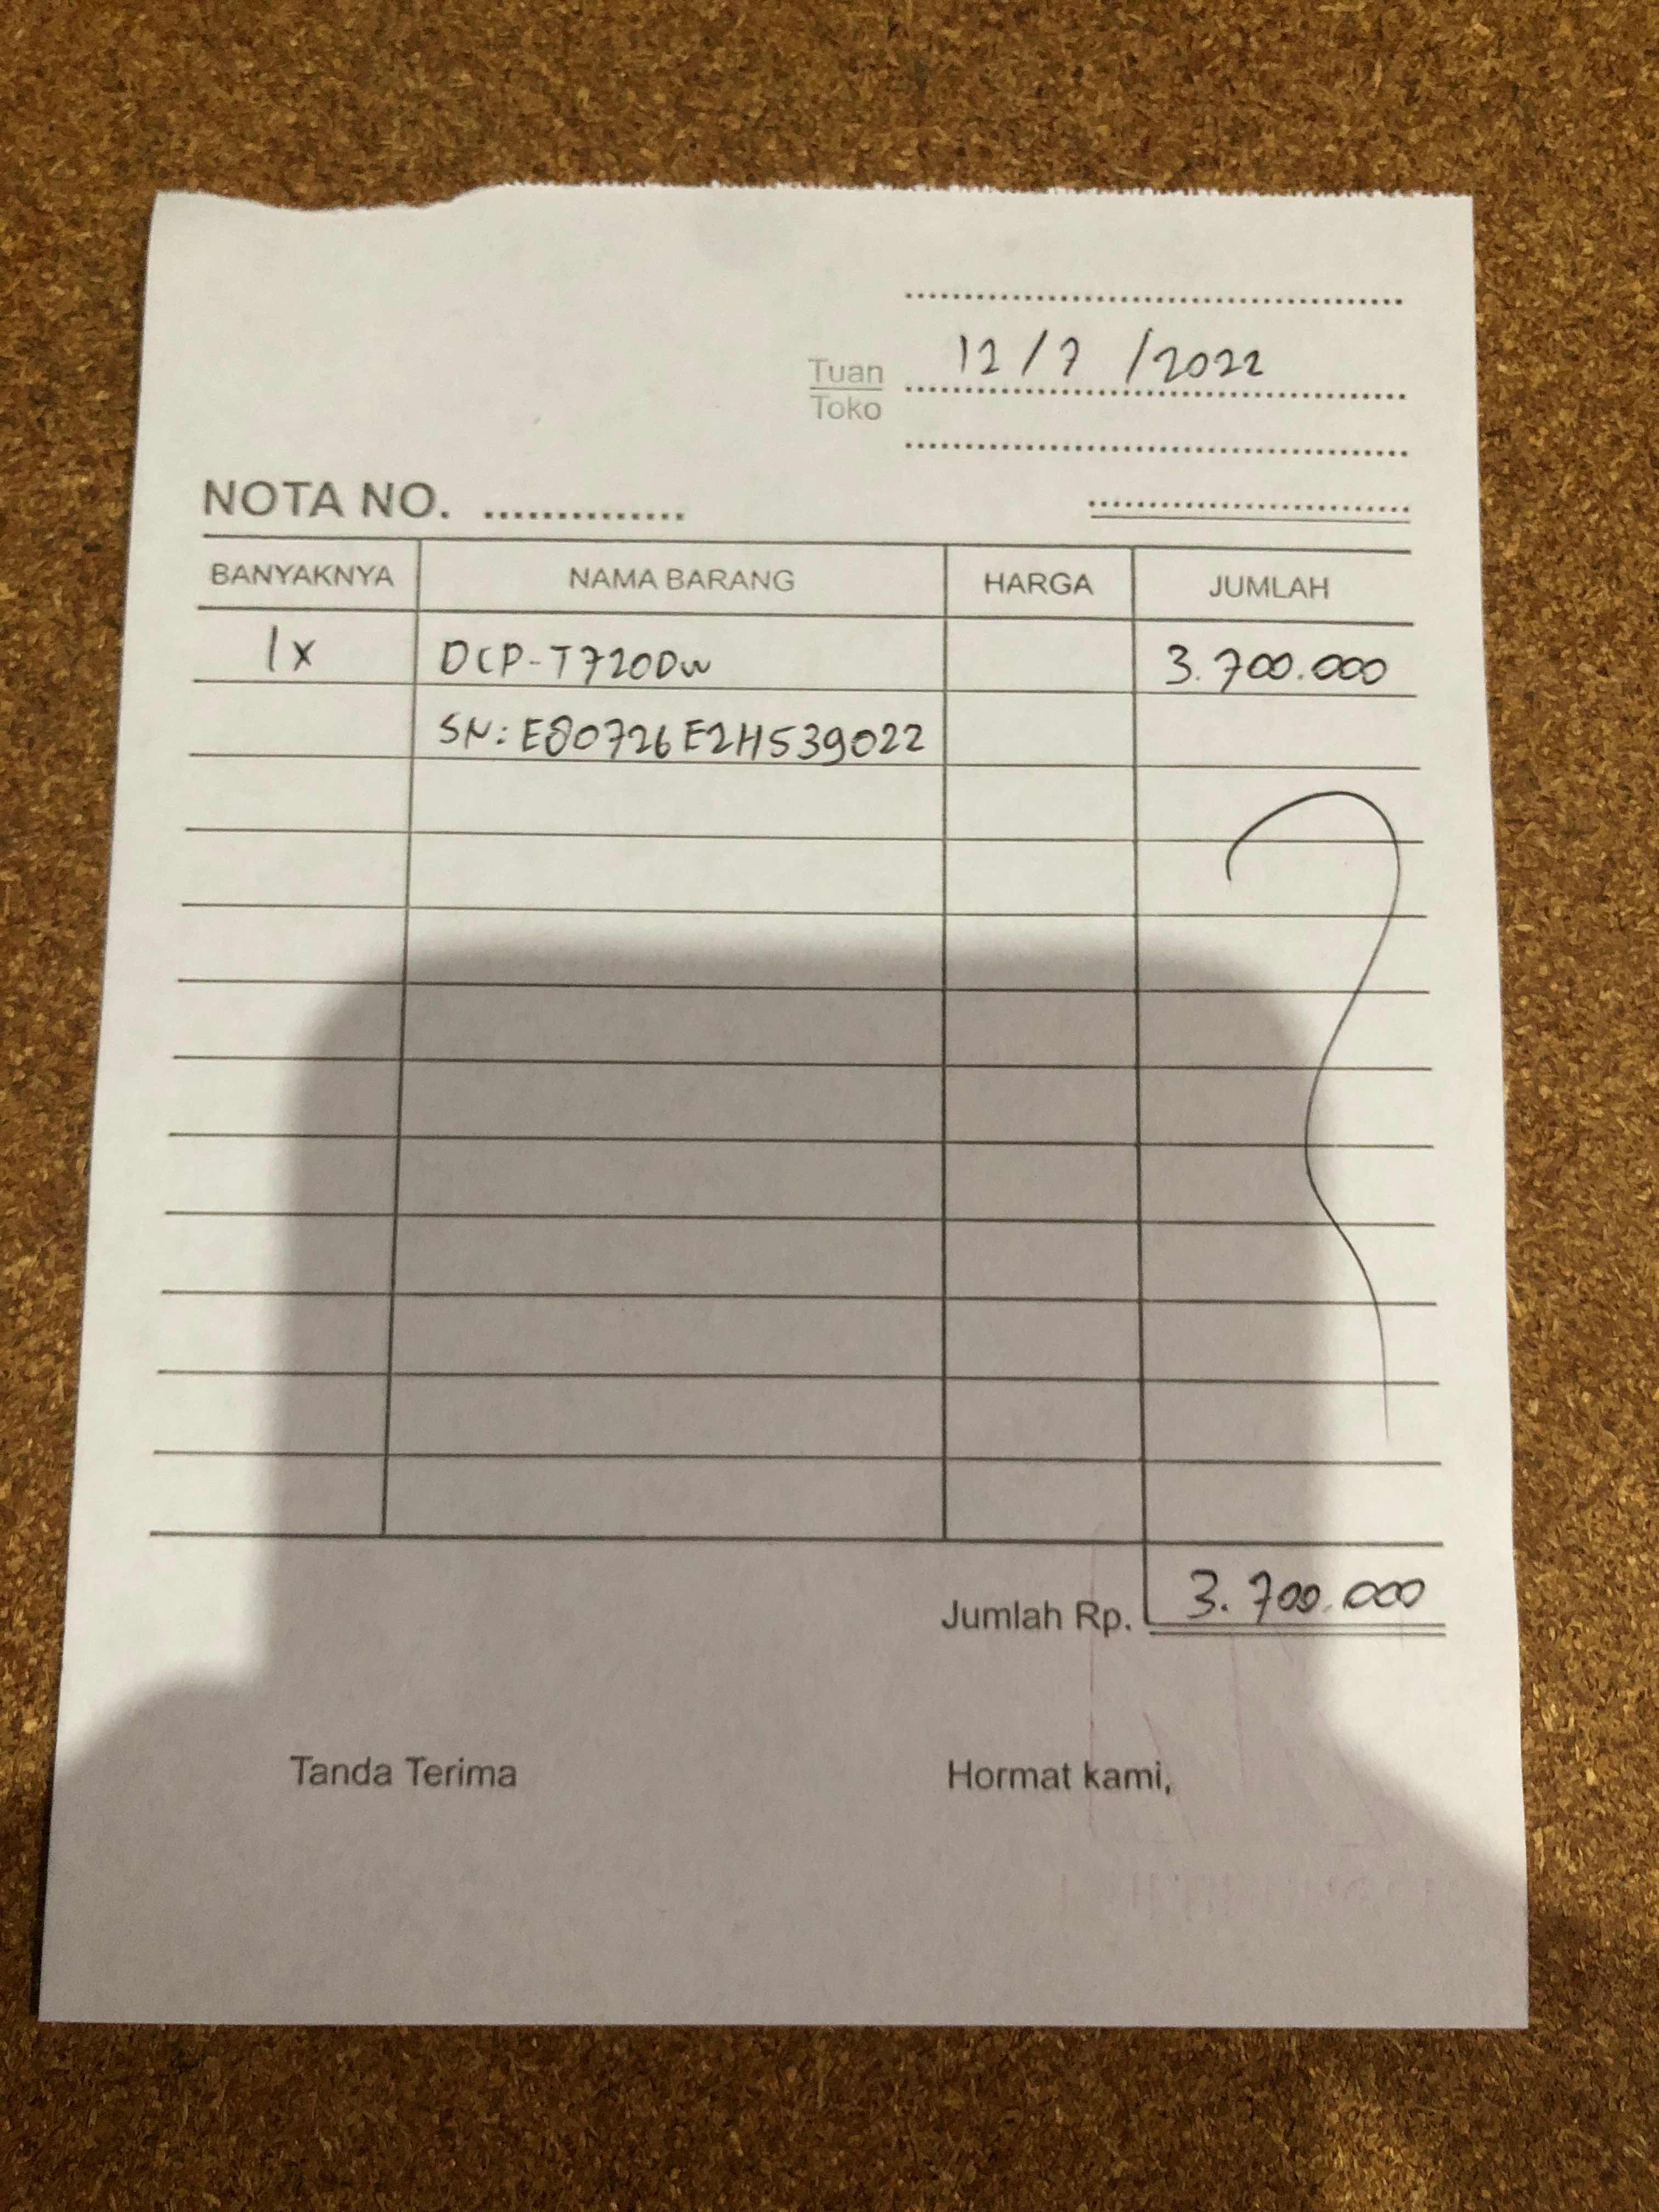 12/7/2022
Tuan
Toko
NOTA NO. ..............
BANYAKNYA NAMA BARANG HARGA JUMLAH
1x DCP-T720DW 3.700.000
SN: E80726E2H539022
Jumlah Rp. 3.700.000
Tanda Terima Hormat kami,